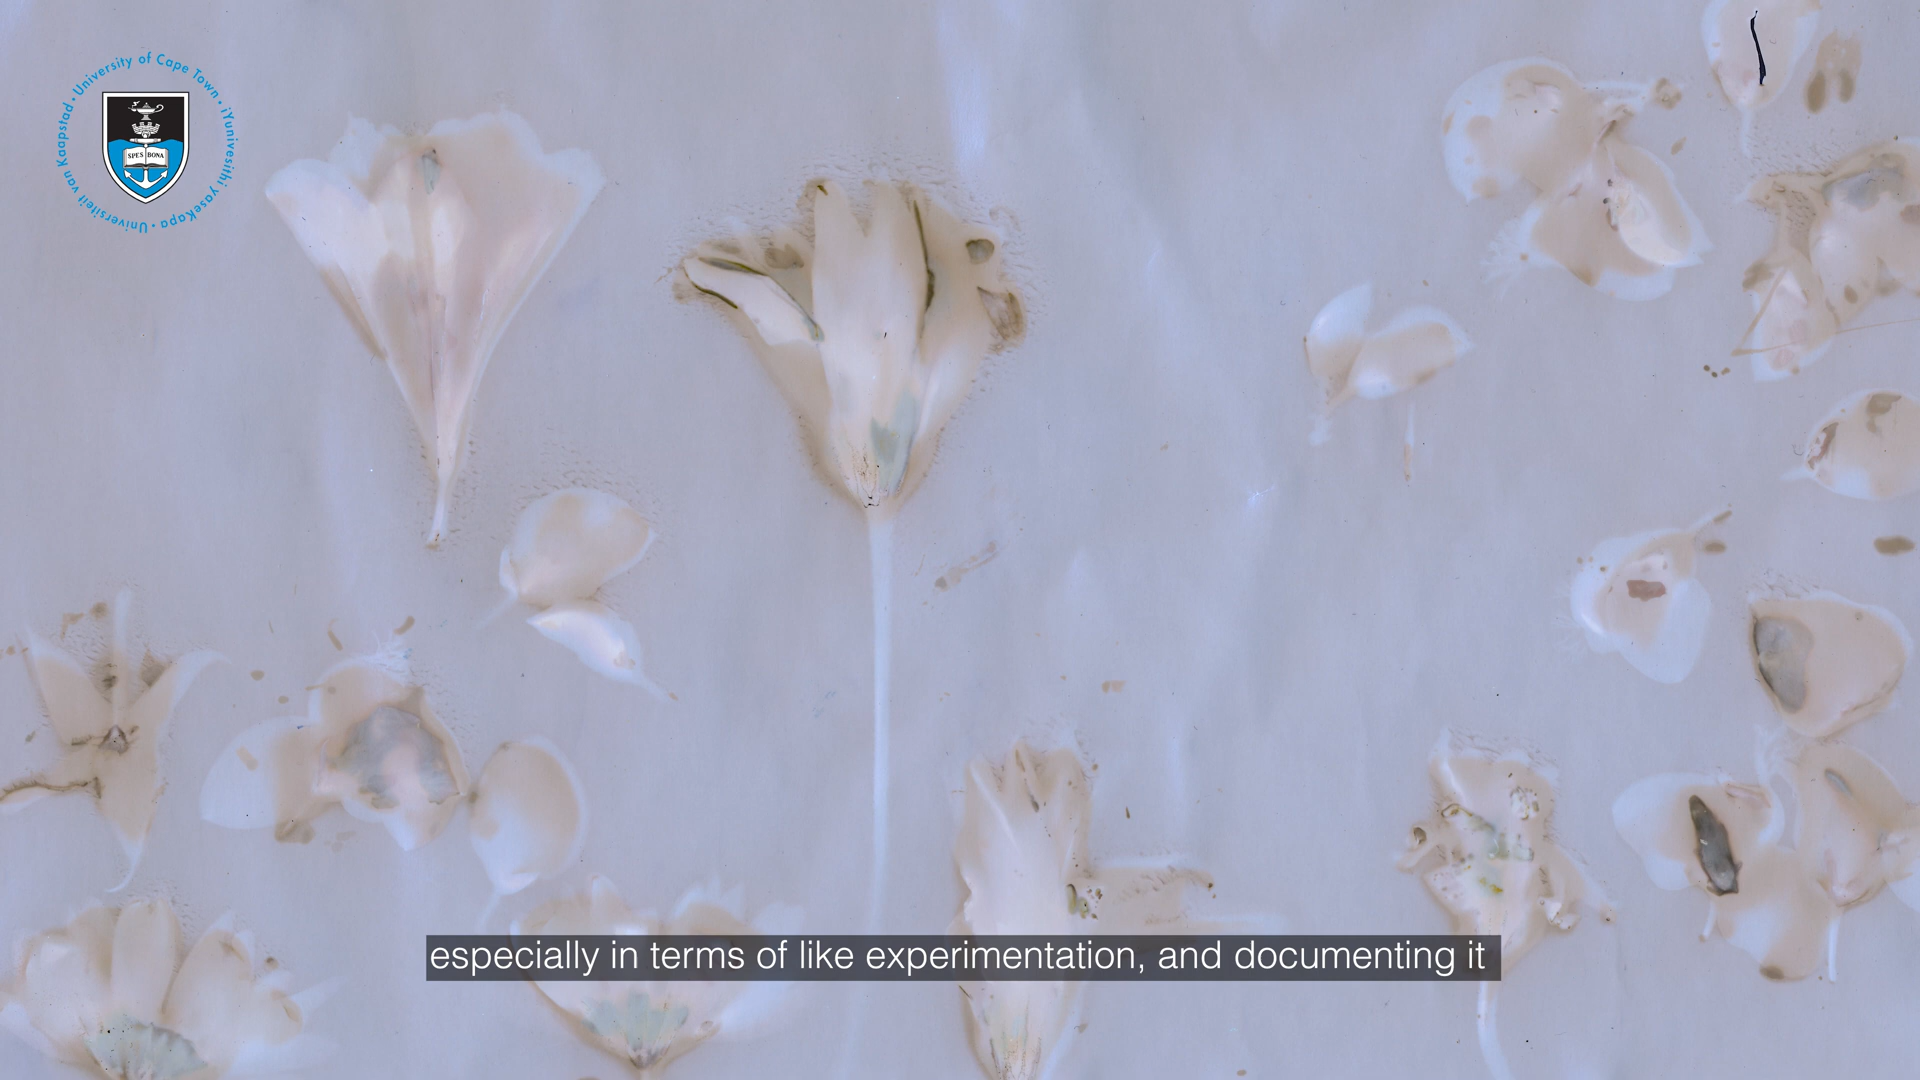 University of Cape Town • iYunivesithi yaseKapa • Universiteit van Kaapstad •
SPES BONA
especially in terms of like experimentation, and documenting it